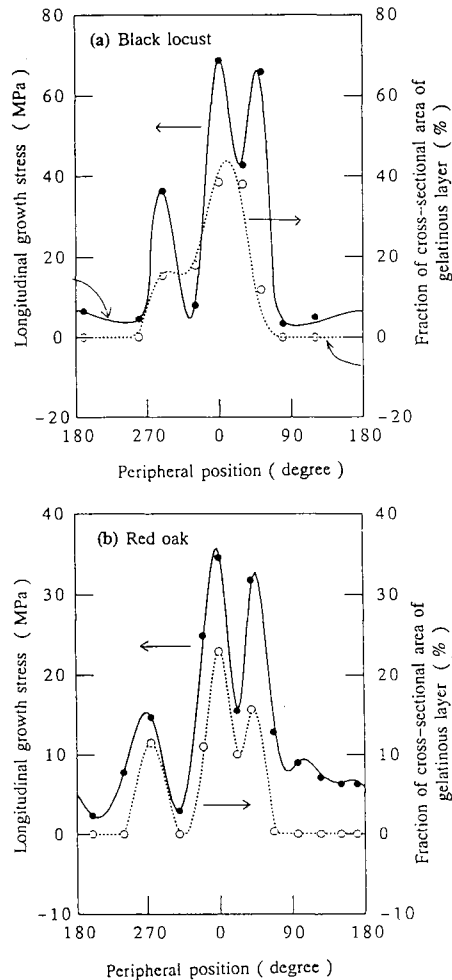 (a) Black locust
80
60
40
20
0
-20
Longitudinal growth stress ( MPa )
80
60
40
20
0
-20
Fraction of cross-sectional area of
gelatinous layer ( % )
180 270 0 90 180
Peripheral position ( degree )
(b) Red oak
40
30
20
10
0
-10
Longitudinal growth stress ( MPa )
40
30
20
10
0
-10
Fraction of cross-sectional area of
gelatinous layer ( % )
180 270 0 90 180
Peripheral position ( degree )